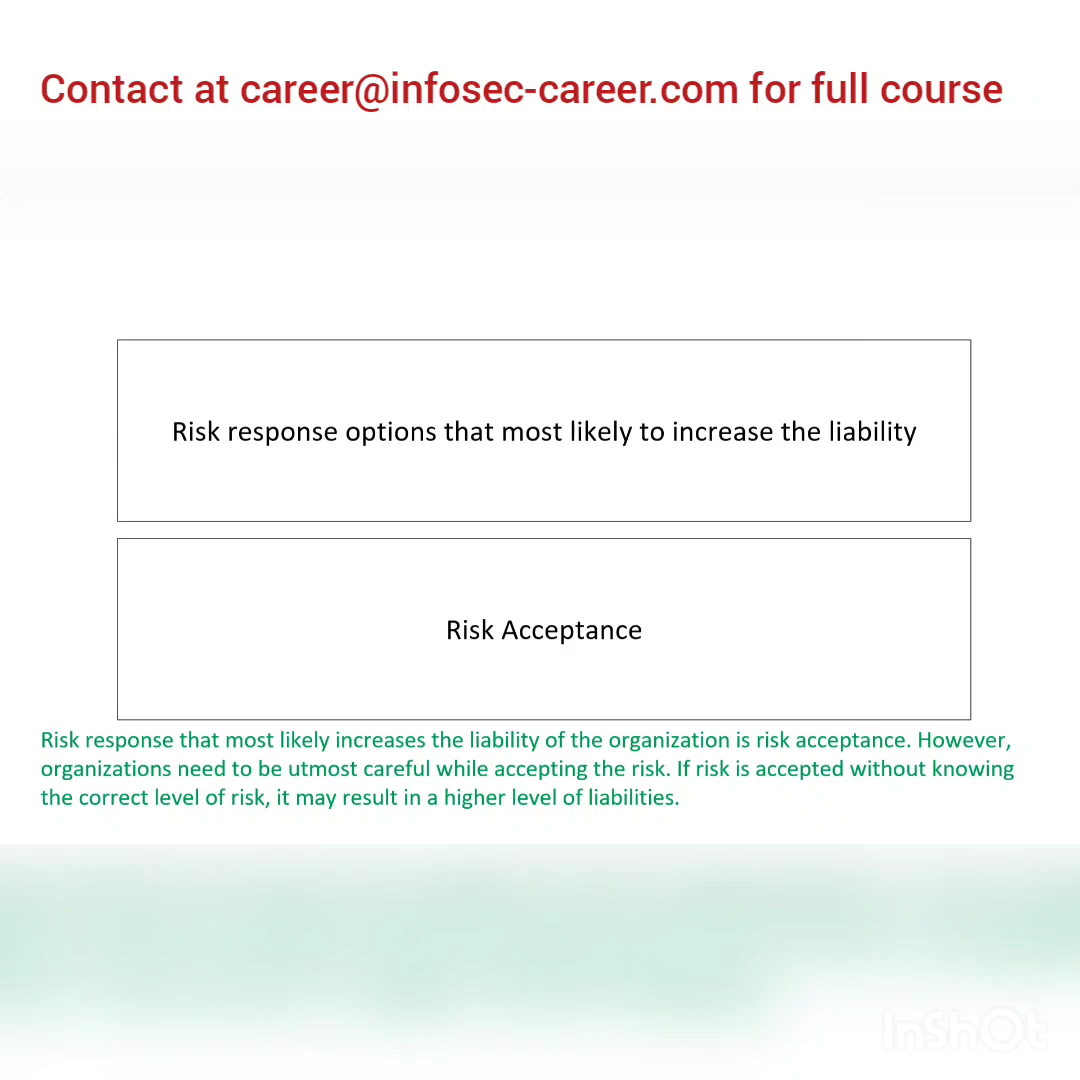 Contact at career@infosec-career.com for full course
Risk response options that most likely to increase the liability
Risk Acceptance
Risk response that most likely increases the liability of the organization is risk acceptance. However,
organizations need to be utmost careful while accepting the risk. If risk is accepted without knowing
the correct level of risk, it may result in a higher level of liabilities.
InShOt